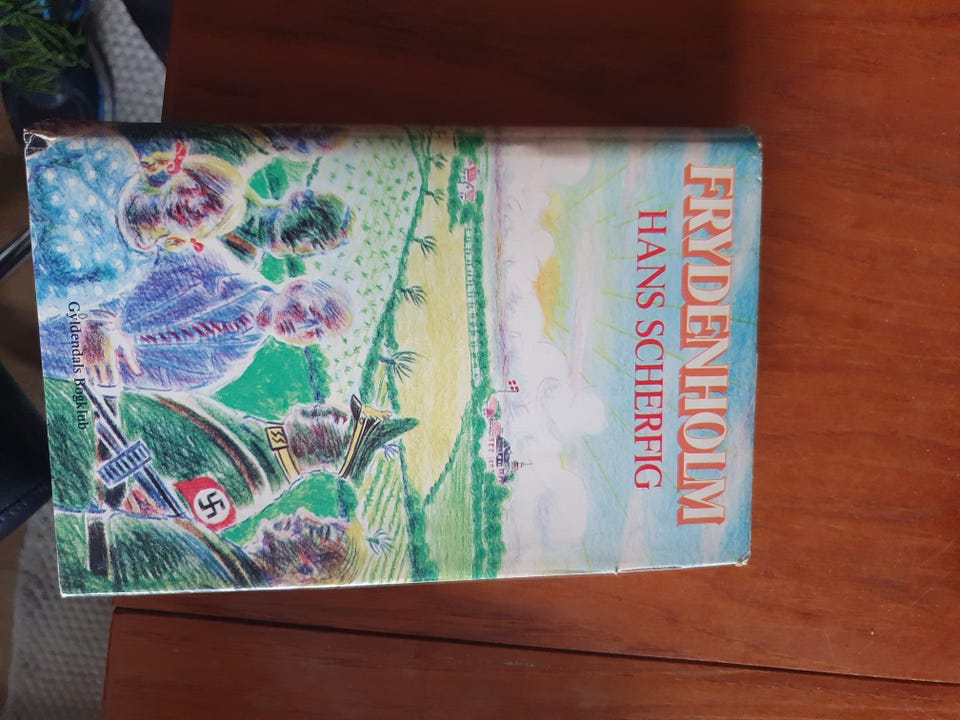 FRYDENHOLM
HANS SCHERFIG
Gyldendals Bogklub